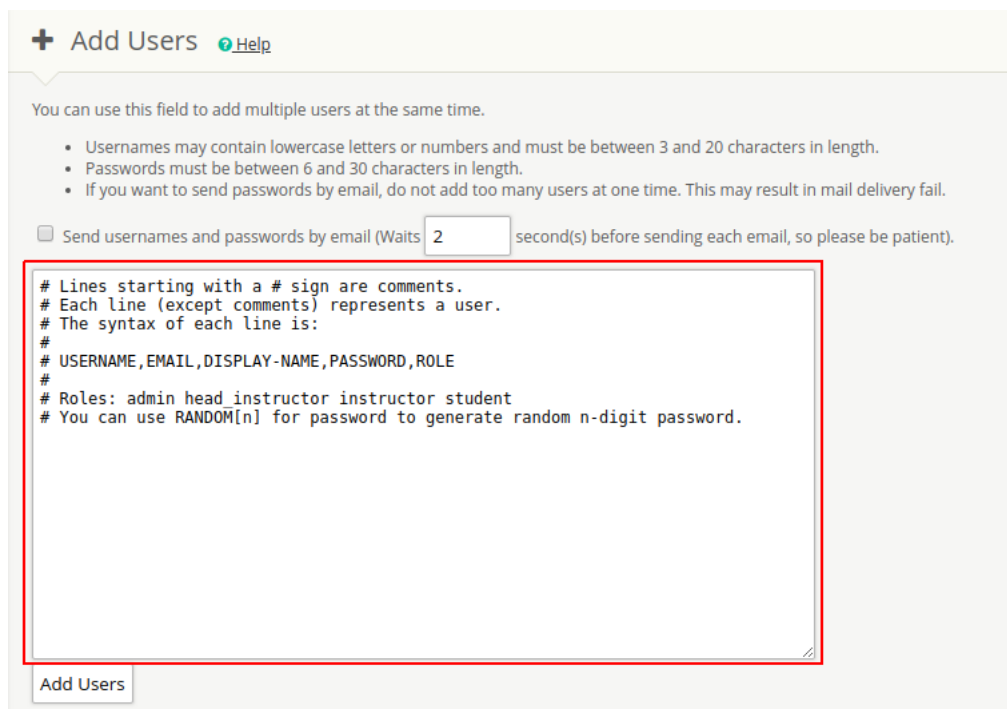 Add Users Help
You can use this field to add multiple users at the same time.
Usernames may contain lowercase letters or numbers and must be between 3 and 20 characters in length.
Passwords must be between 6 and 30 characters in length.
If you want to send passwords by email, do not add too many users at one time. This may result in mail delivery fail.
Send usernames and passwords by email (Waits 2 second(s) before sending each email, so please be patient).
# Lines starting with a # sign are comments.
# Each line (except comments) represents a user.
# The syntax of each line is:
#
# USERNAME,EMAIL,DISPLAY-NAME,PASSWORD,ROLE
#
# Roles: admin head_instructor instructor student
# You can use RANDOM[n] for password to generate random n-digit password.
Add Users